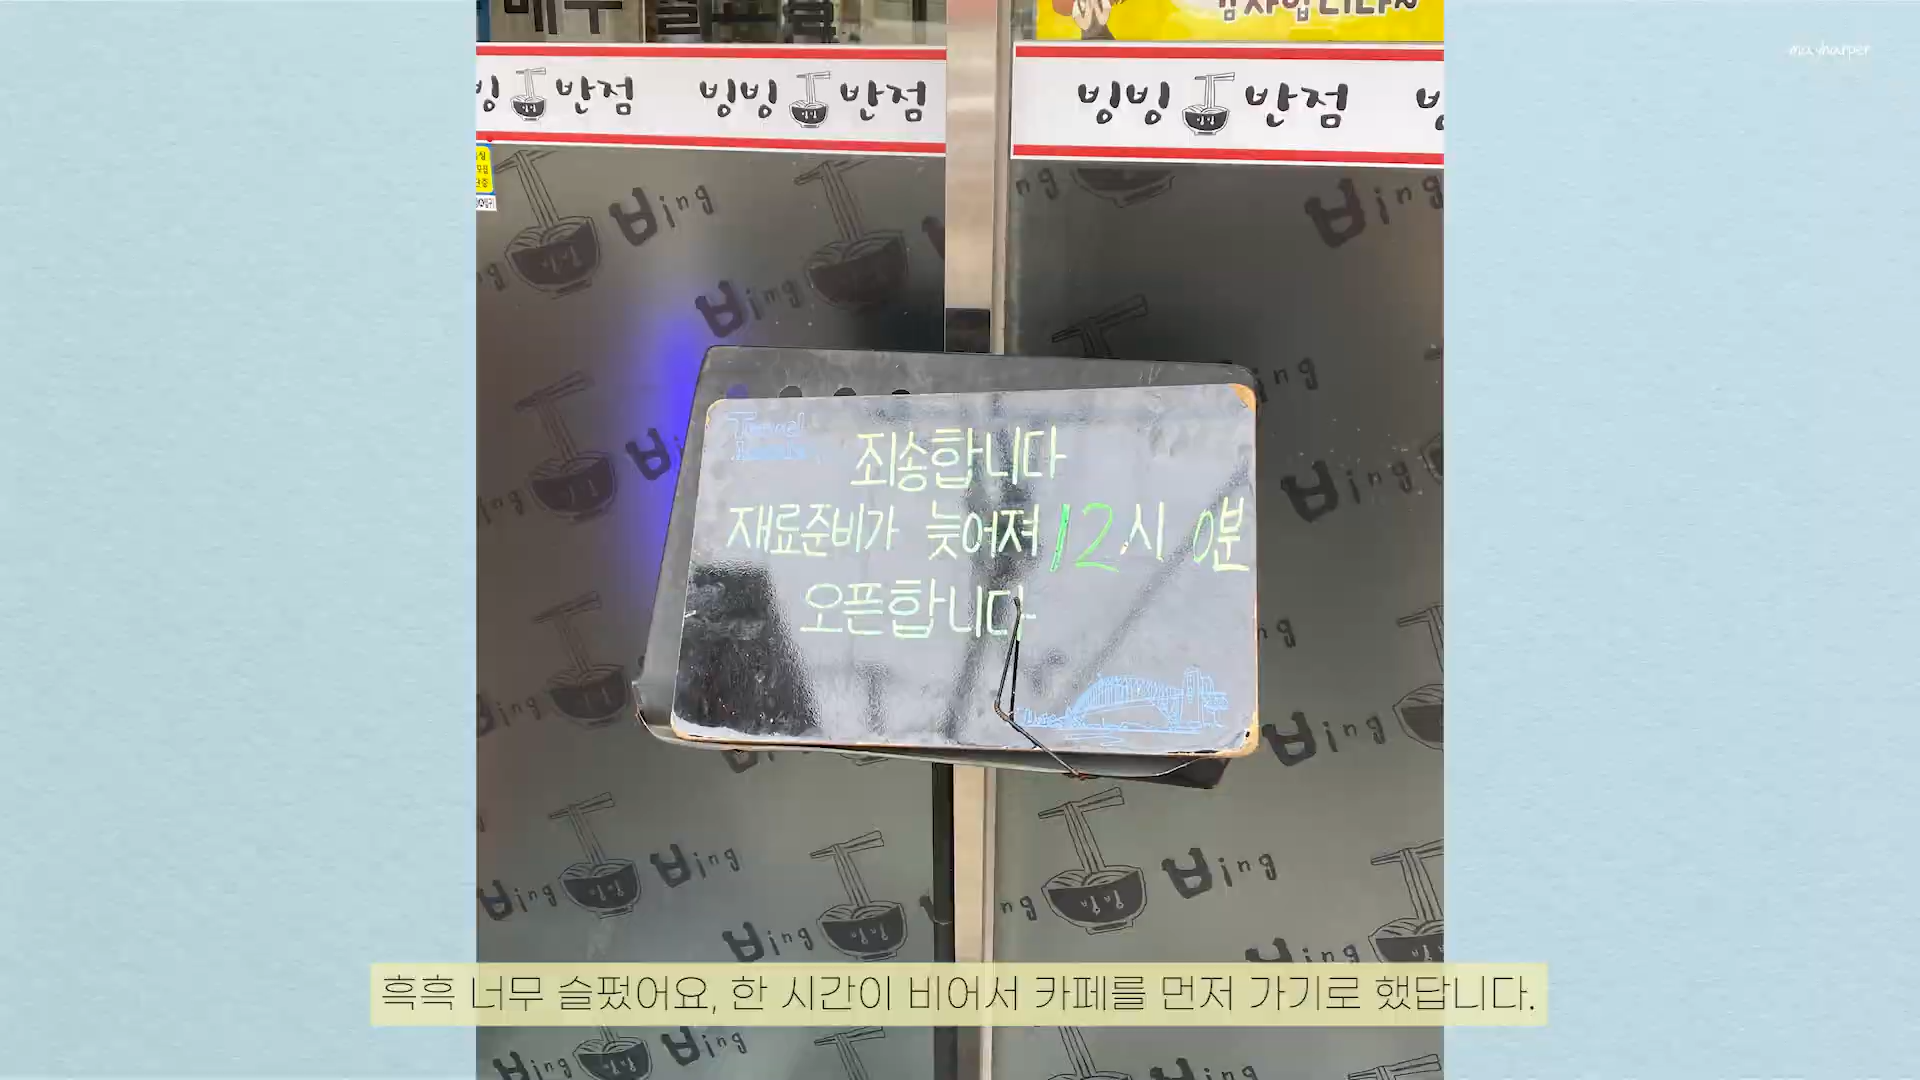 mayharper
빙 반점 빙빙 반점
빙빙 반점
Bing
Bing
죄송합니다
재료준비가 늦어져 12시 0분
오픈합니다
흑흑 너무 슬펐어요, 한 시간이 비어서 카페를 먼저 가기로 했답니다.